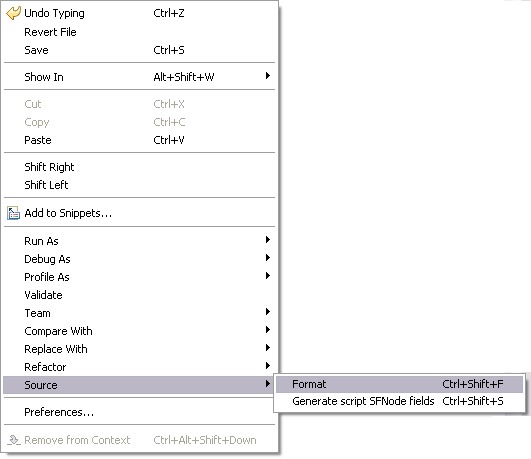 Undo Typing Ctrl+Z
Revert File
Save Ctrl+S
Show In Alt+Shift+W
Cut Ctrl+X
Copy Ctrl+C
Paste Ctrl+V
Shift Right
Shift Left
Add to Snippets...
Run As
Debug As
Profile As
Validate
Team
Compare With
Replace With
Refactor
Source
Format Ctrl+Shift+F
Generate script SFNode fields Ctrl+Shift+S
Preferences...
Remove from Context Ctrl+Alt+Shift+Down